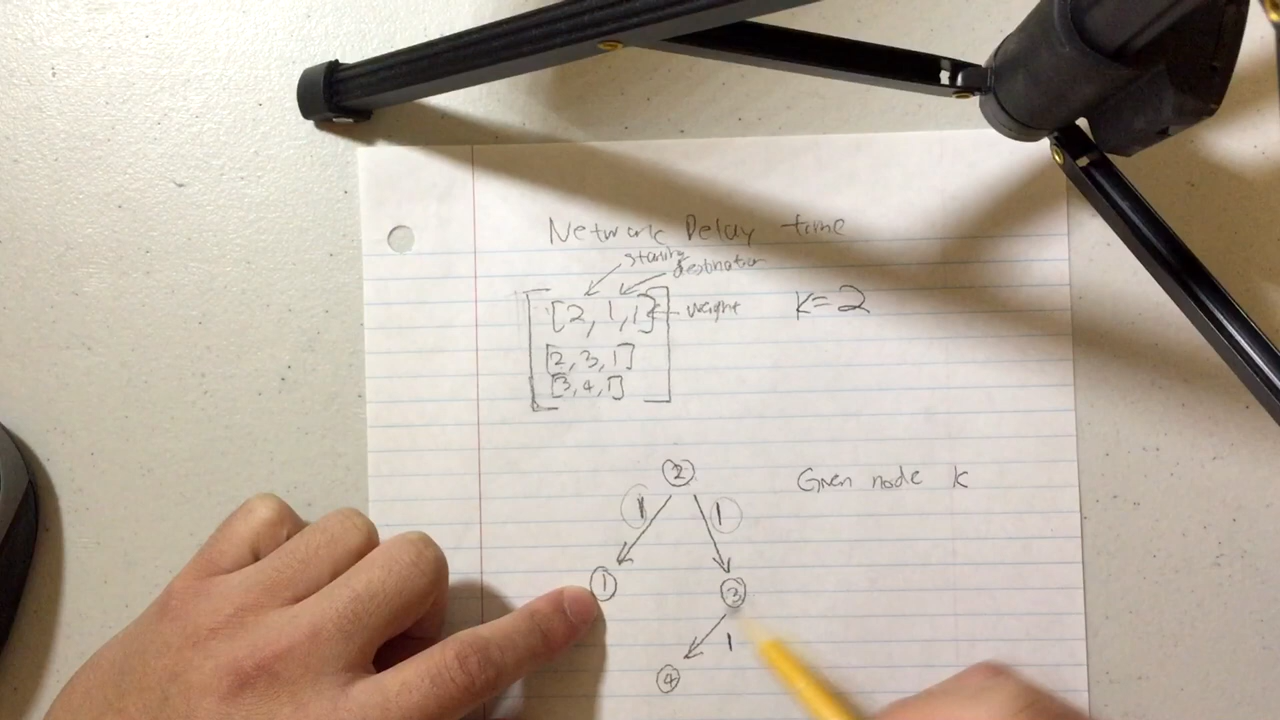 Network Delay time
starting
destination
[2, 1, 1] weight k=2
[2, 3, 1]
[3, 4, 1]
2
Given node k
1 1
1 3
1
4